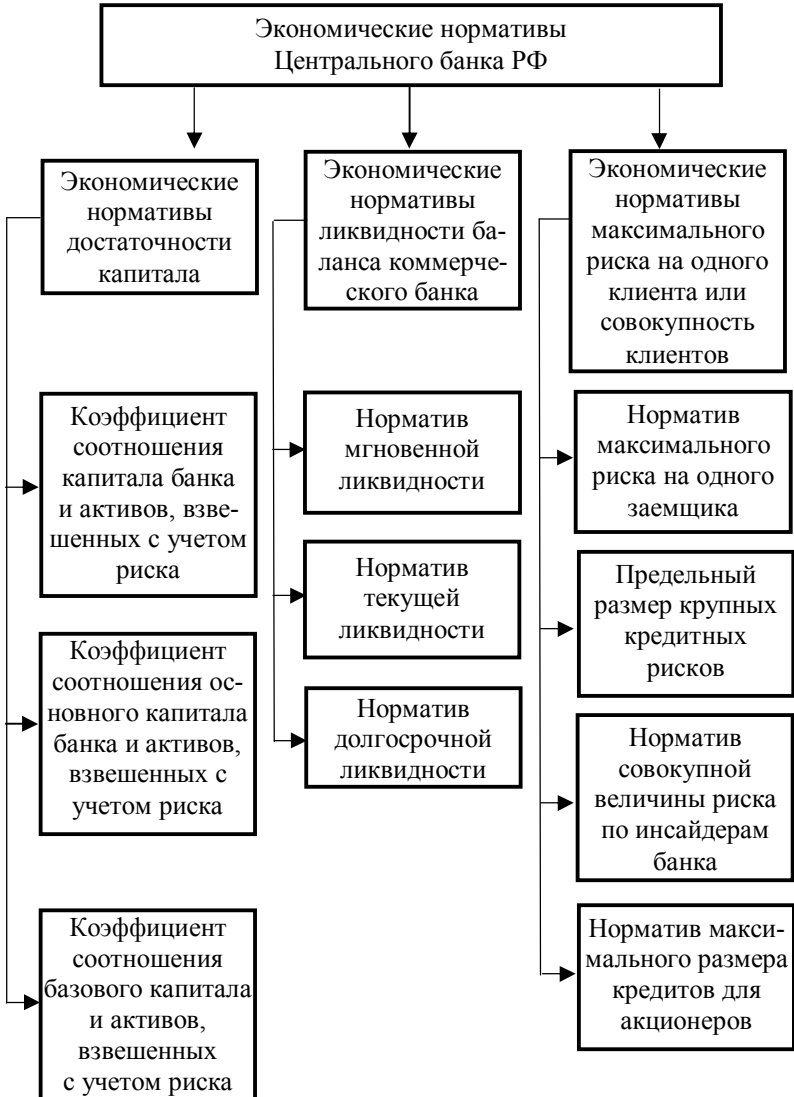 Экономические нормативы
Центрального банка РФ
Экономические
нормативы
достаточности
капитала
Экономические
нормативы
ликвидности ба-
ланса коммерче-
ского банка
Экономические
нормативы
максимального
риска на одного
клиента или
совокупность
клиентов
Коэффициент
соотношения
капитала банка
и активов, взве-
шенных с учетом
риска
Норматив
мгновенной
ликвидности
Норматив
максимального
риска на одного
заемщика
Норматив
текущей
ликвидности
Предельный
размер крупных
кредитных
рисков
Коэффициент
соотношения ос-
новного капитала
банка и активов,
взвешенных с
учетом риска
Норматив
долгосрочной
ликвидности
Норматив
совокупной
величины риска
по инсайдерам
банка
Коэффициент
соотношения
базового капитала
и активов,
взвешенных
с учетом риска
Норматив макси-
мального размера
кредитов для
акционеров